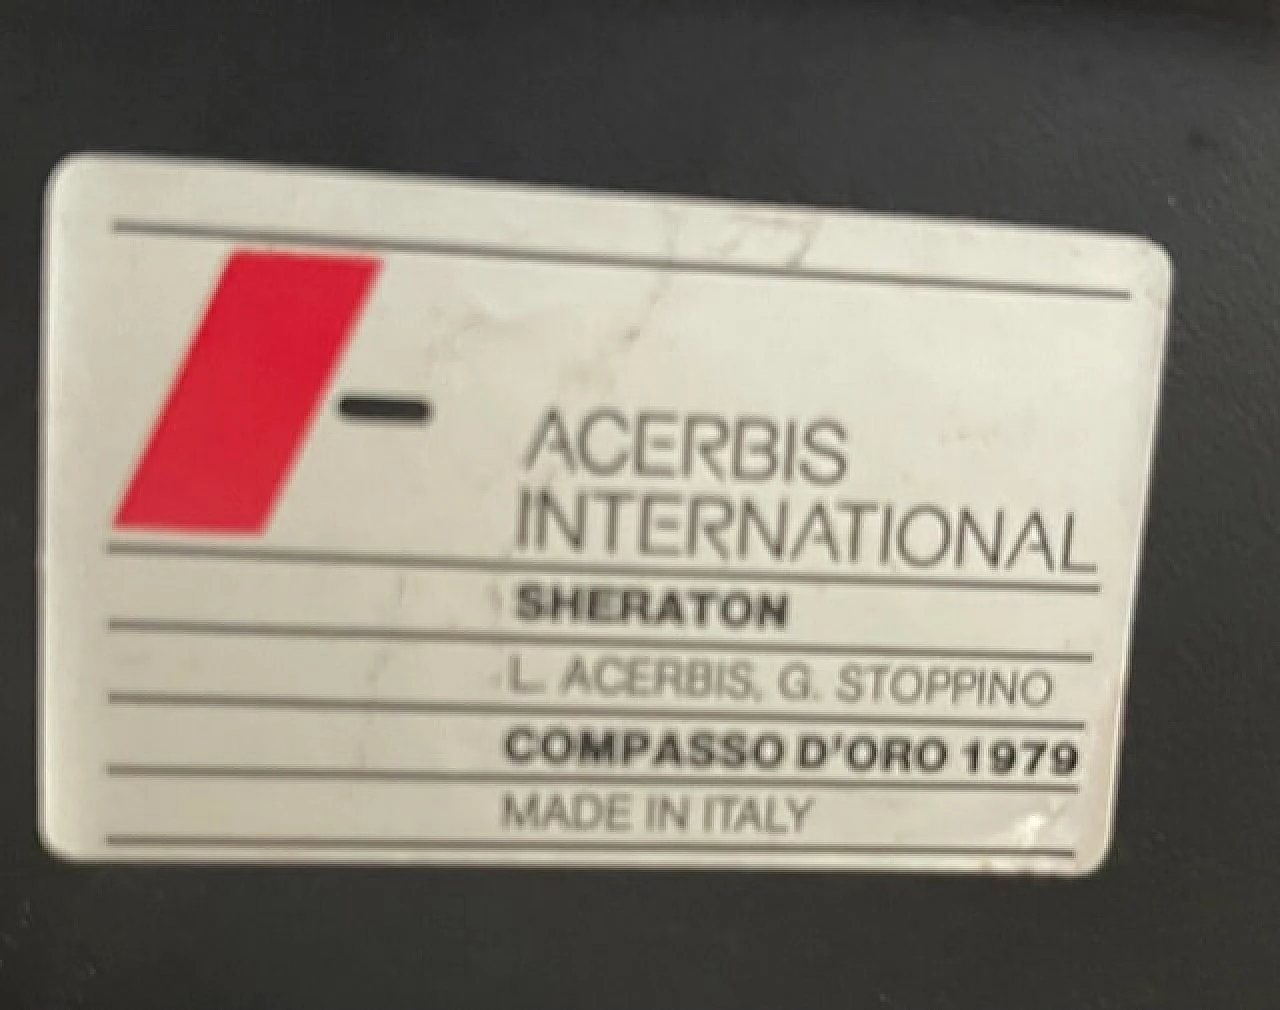 ACERBIS
INTERNATIONAL
SHERATON
L. ACERBIS, G. STOPPINO
COMPASSO D'ORO 1979
MADE IN ITALY